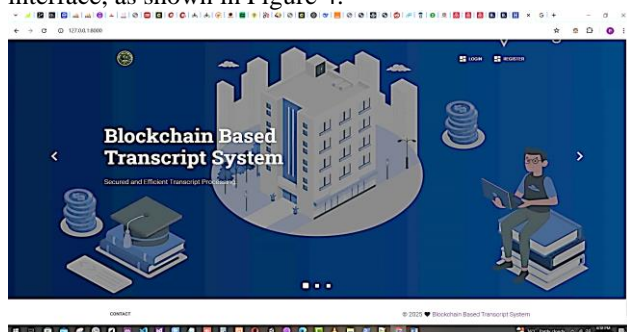 interface, as shown in Figure 4.
127.0.0.1:8000
LOGIN REGISTER
Blockchain Based
Transcript System
Secured and Efficient Transcript Processing.
CONTACT
© 2025 Blockchain Based Transcript System